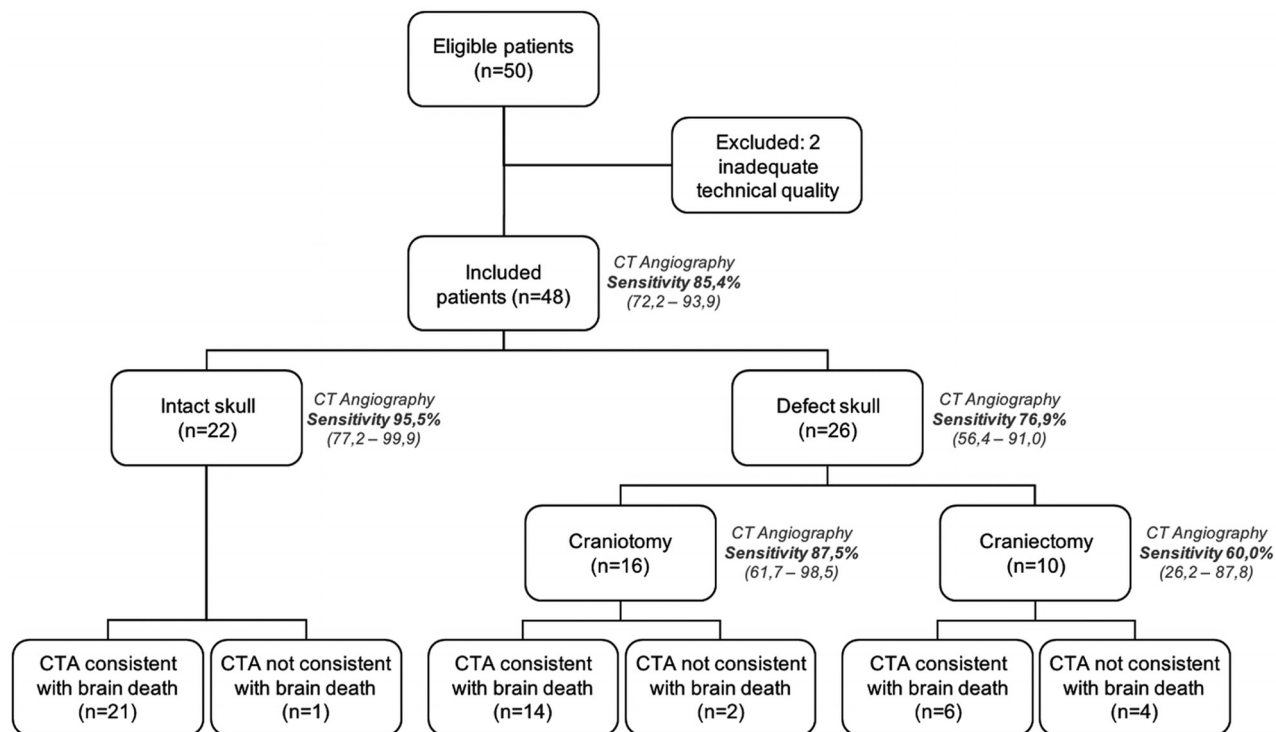 Eligible patients
(n=50)
Excluded: 2
inadequate
technical quality
Included
patients (n=48)
CT Angiography
Sensitivity 85,4%
(72,2 – 93,9)
Intact skull
(n=22)
CT Angiography
Sensitivity 95,5%
(77,2 – 99,9)
Defect skull
(n=26)
CT Angiography
Sensitivity 76,9%
(56,4 – 91,0)
Craniotomy
(n=16)
CT Angiography
Sensitivity 87,5%
(61,7 – 98,5)
Craniectomy
(n=10)
CT Angiography
Sensitivity 60,0%
(26,2 – 87,8)
CTA consistent
with brain death
(n=21)
CTA not consistent
with brain death
(n=1)
CTA consistent
with brain death
(n=14)
CTA not consistent
with brain death
(n=2)
CTA consistent
with brain death
(n=6)
CTA not consistent
with brain death
(n=4)